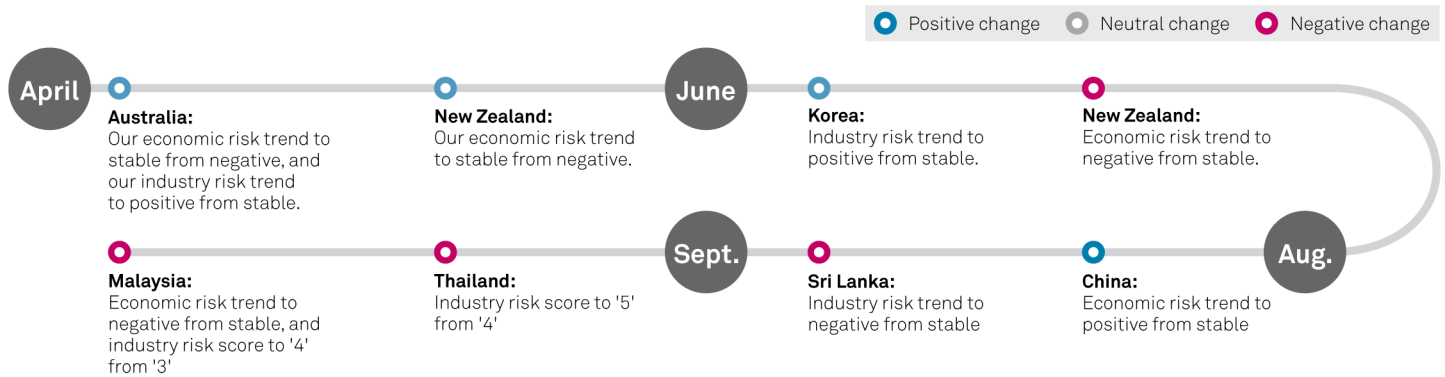 Positive change
Neutral change
Negative change
April
Australia:
Our economic risk trend to
stable from negative, and
our industry risk trend
to positive from stable.
New Zealand:
Our economic risk trend
to stable from negative.
June
Korea:
Industry risk trend to
positive from stable.
New Zealand:
Economic risk trend to
negative from stable.
Aug.
China:
Economic risk trend to
positive from stable
Sri Lanka:
Industry risk trend to
negative from stable
Sept.
Thailand:
Industry risk score to '5'
from '4'
Malaysia:
Economic risk trend to
negative from stable, and
industry risk score to '4'
from '3'